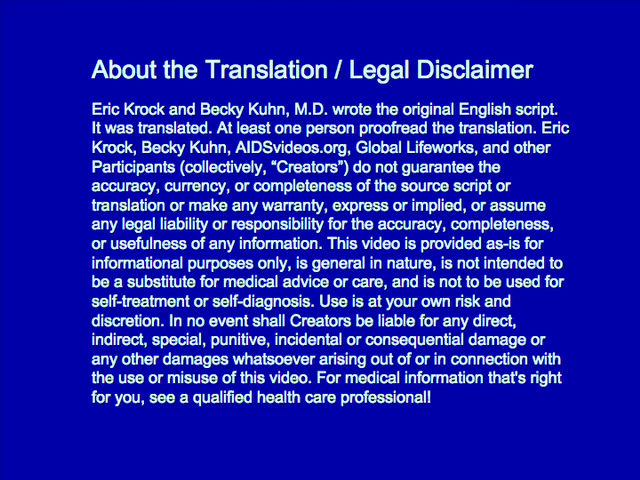 About the Translation / Legal Disclaimer
Eric Krock and Becky Kuhn, M.D. wrote the original English script.
It was translated. At least one person proofread the translation. Eric
Krock, Becky Kuhn, AIDSvideos.org, Global Lifeworks, and other
Participants (collectively, “Creators”) do not guarantee the
accuracy, currency, or completeness of the source script or
translation or make any warranty, express or implied, or assume
any legal liability or responsibility for the accuracy, completeness,
or usefulness of any information. This video is provided as-is for
informational purposes only, is general in nature, is not intended to
be a substitute for medical advice or care, and is not to be used for
self-treatment or self-diagnosis. Use is at your own risk and
discretion. In no event shall Creators be liable for any direct,
indirect, special, punitive, incidental or consequential damage or
any other damages whatsoever arising out of or in connection with
the use or misuse of this video. For medical information that's right
for you, see a qualified health care professional!